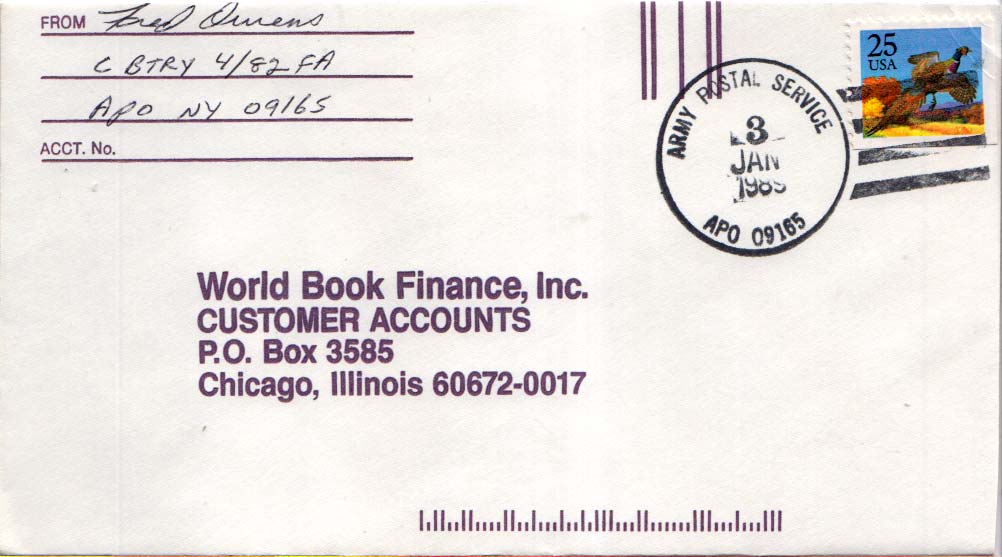 FROM Fred Owens
C BTRY 4/82 FA
APO NY 09165
ACCT. No.
ARMY POSTAL SERVICE
3
JAN
1989
APO 09165
25
USA
World Book Finance, Inc.
CUSTOMER ACCOUNTS
P.O. Box 3585
Chicago, Illinois 60672-0017